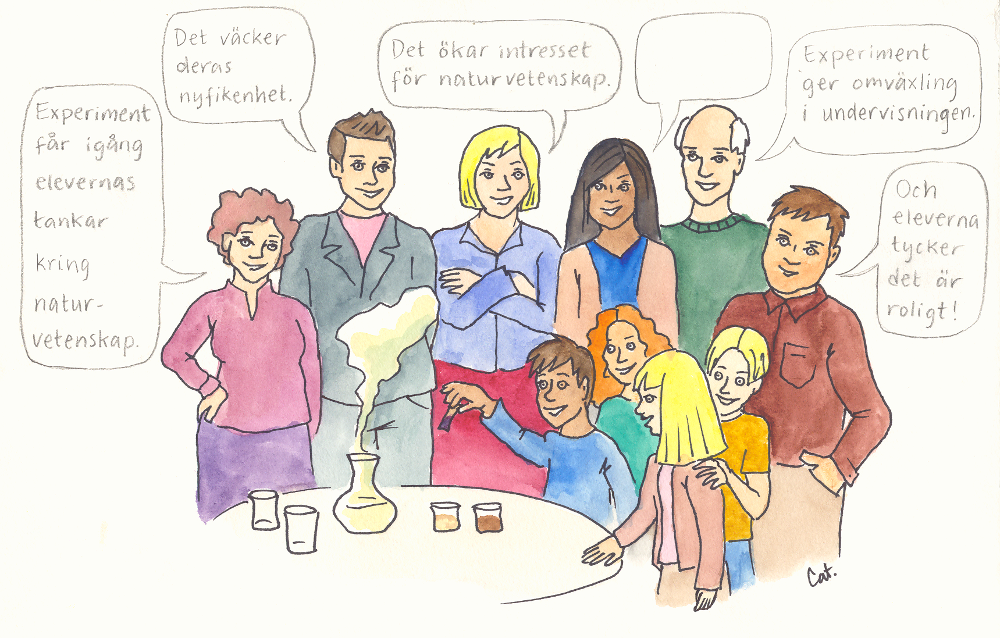 Experiment
får igång
elevernas
tankar
kring
natur-
vetenskap.
Det väcker
deras
nyfikenhet.
Det ökar intresset
för naturvetenskap.
Experiment
ger omväxling
i undervisningen.
Och
eleverna
tycker
det är
roligt!
Cat.